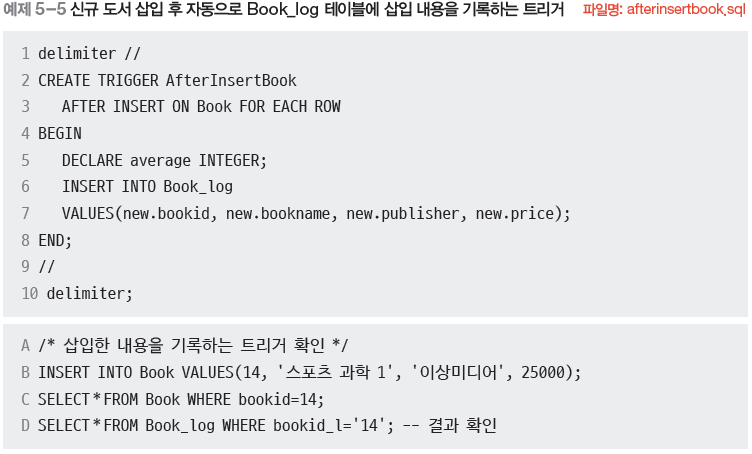 예제 5-5 신규 도서 삽입 후 자동으로 Book_log 테이블에 삽입 내용을 기록하는 트리거 파일명: afterinsertbook.sql
1 delimiter //
2 CREATE TRIGGER AfterInsertBook
3 AFTER INSERT ON Book FOR EACH ROW
4 BEGIN
5 DECLARE average INTEGER;
6 INSERT INTO Book_log
7 VALUES(new.bookid, new.bookname, new.publisher, new.price);
8 END;
9 //
10 delimiter;
A /* 삽입한 내용을 기록하는 트리거 확인 */
B INSERT INTO Book VALUES(14, '스포츠 과학 1', '이상미디어', 25000);
C SELECT*FROM Book WHERE bookid=14;
D SELECT*FROM Book_log WHERE bookid_l='14'; -- 결과 확인